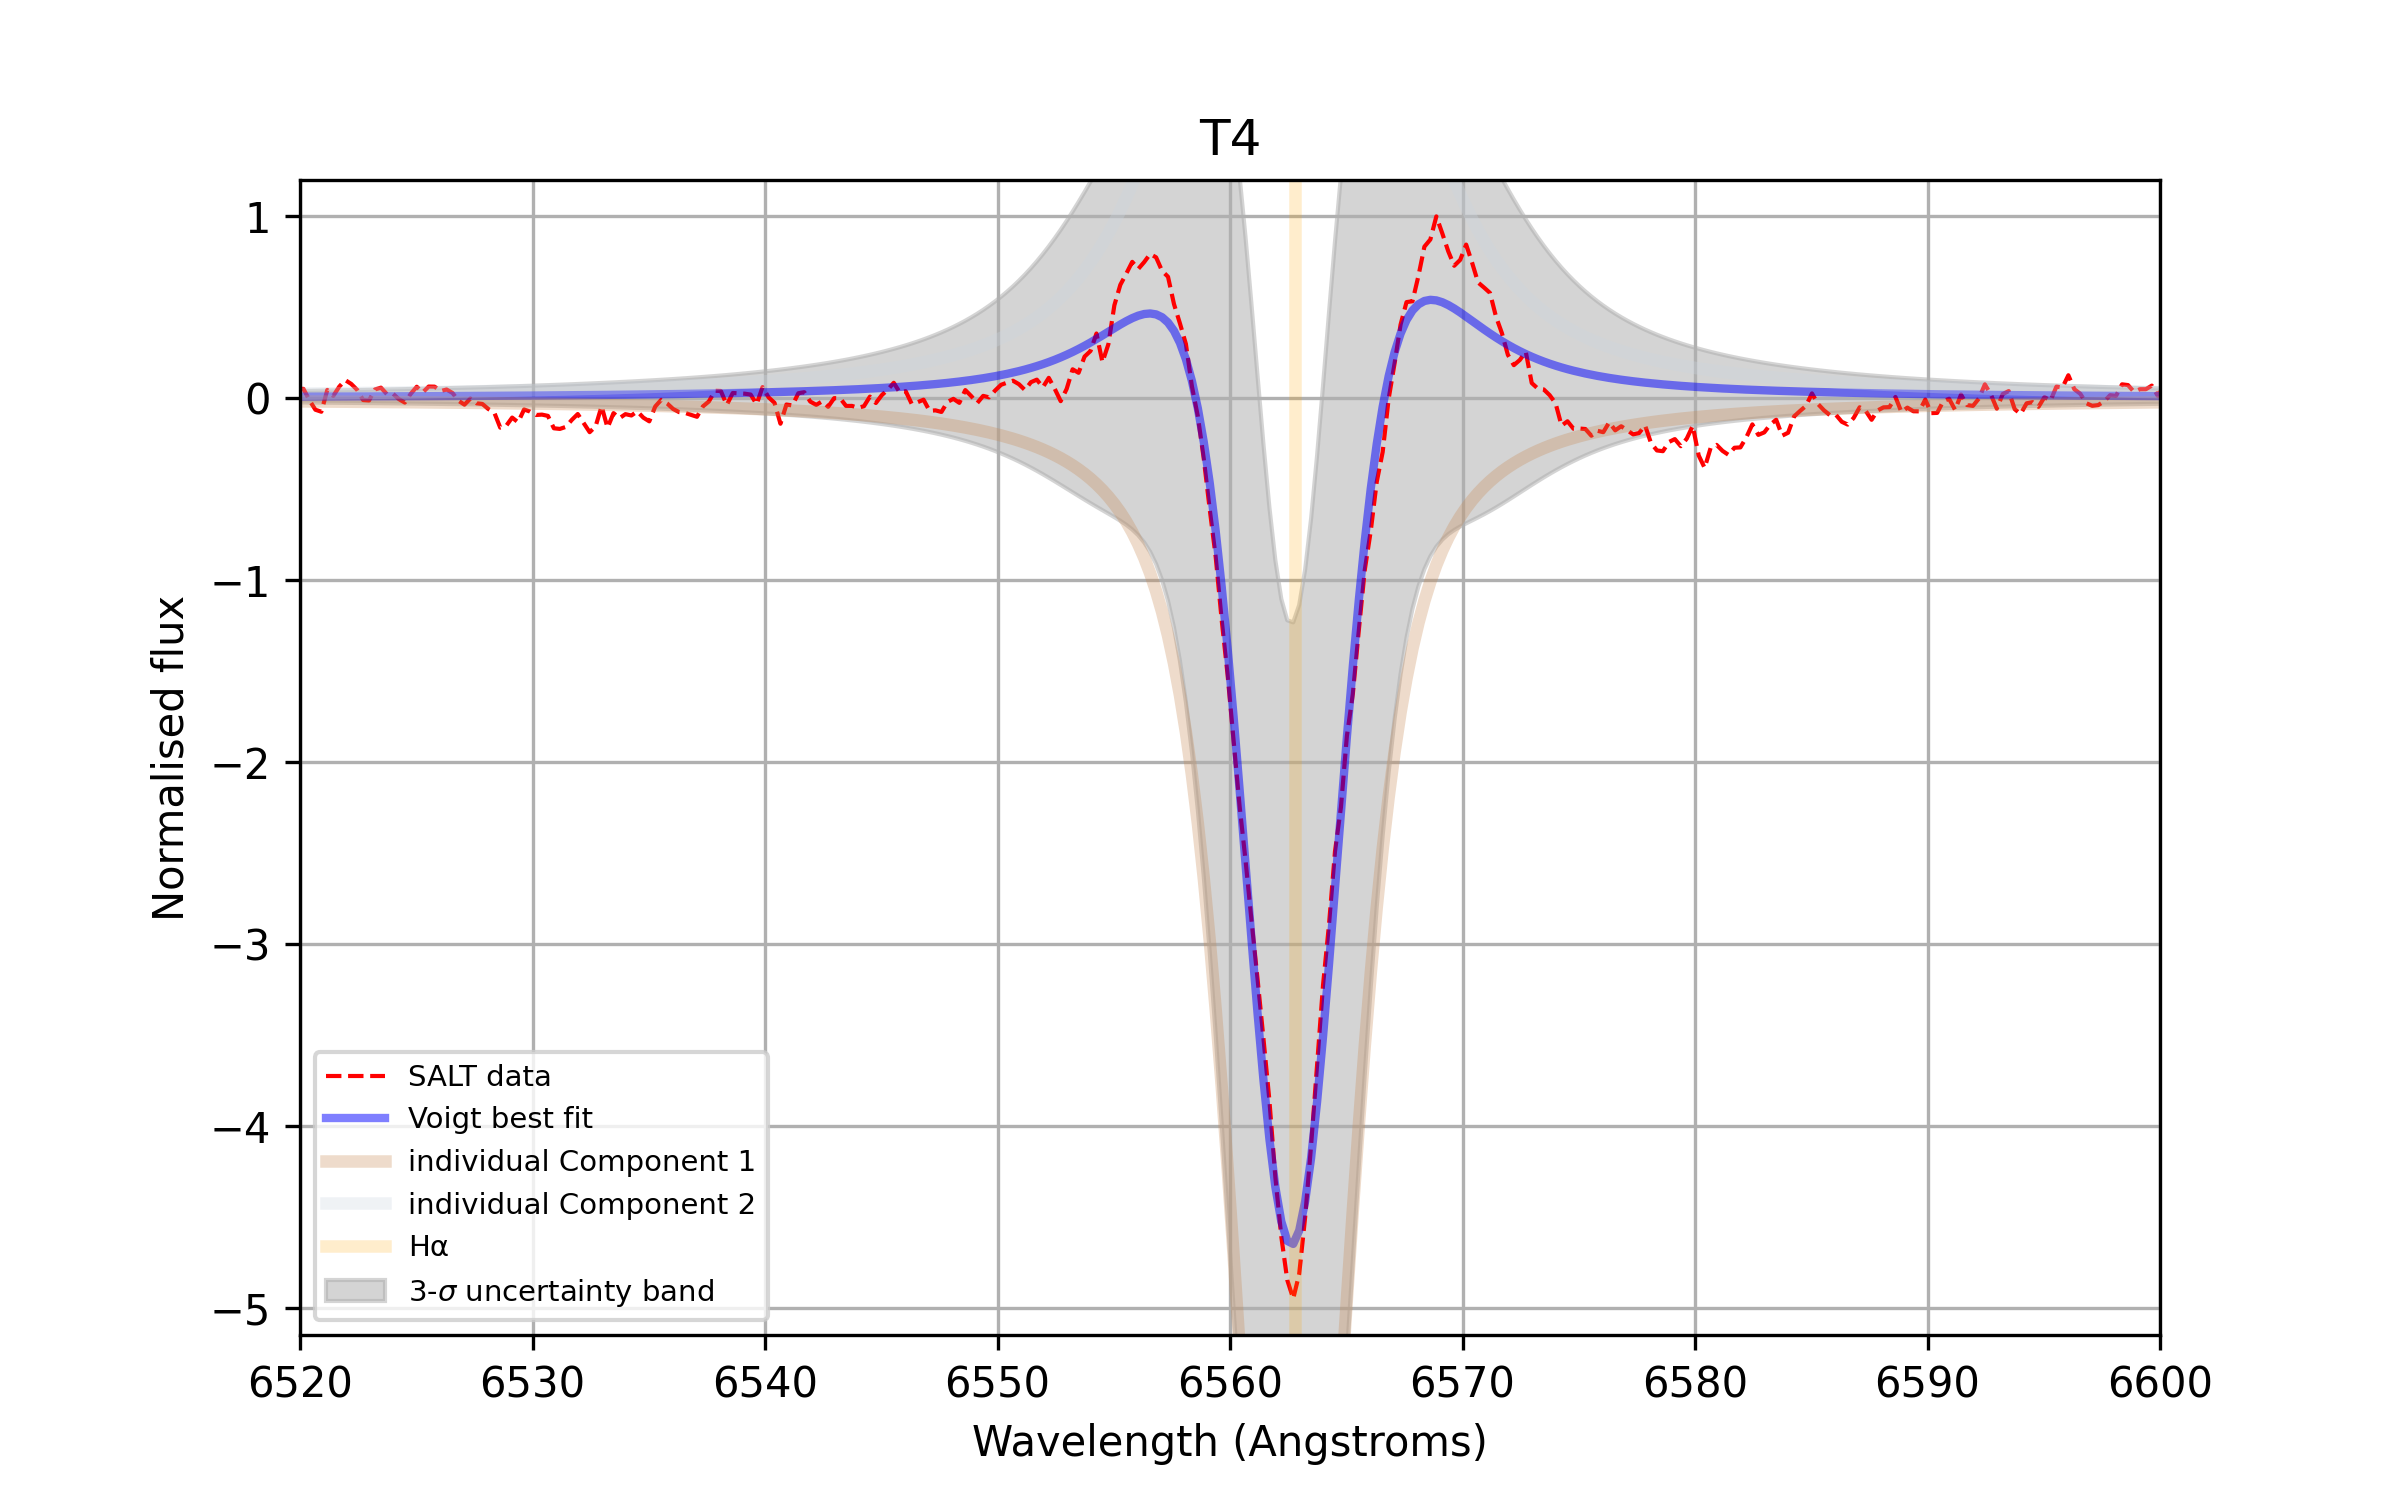 T4
Normalised flux
1
0
−1
−2
−3
−4
−5
SALT data
Voigt best fit
individual Component 1
individual Component 2
Hα
3-σ uncertainty band
6520 6530 6540 6550 6560 6570 6580 6590 6600
Wavelength (Angstroms)